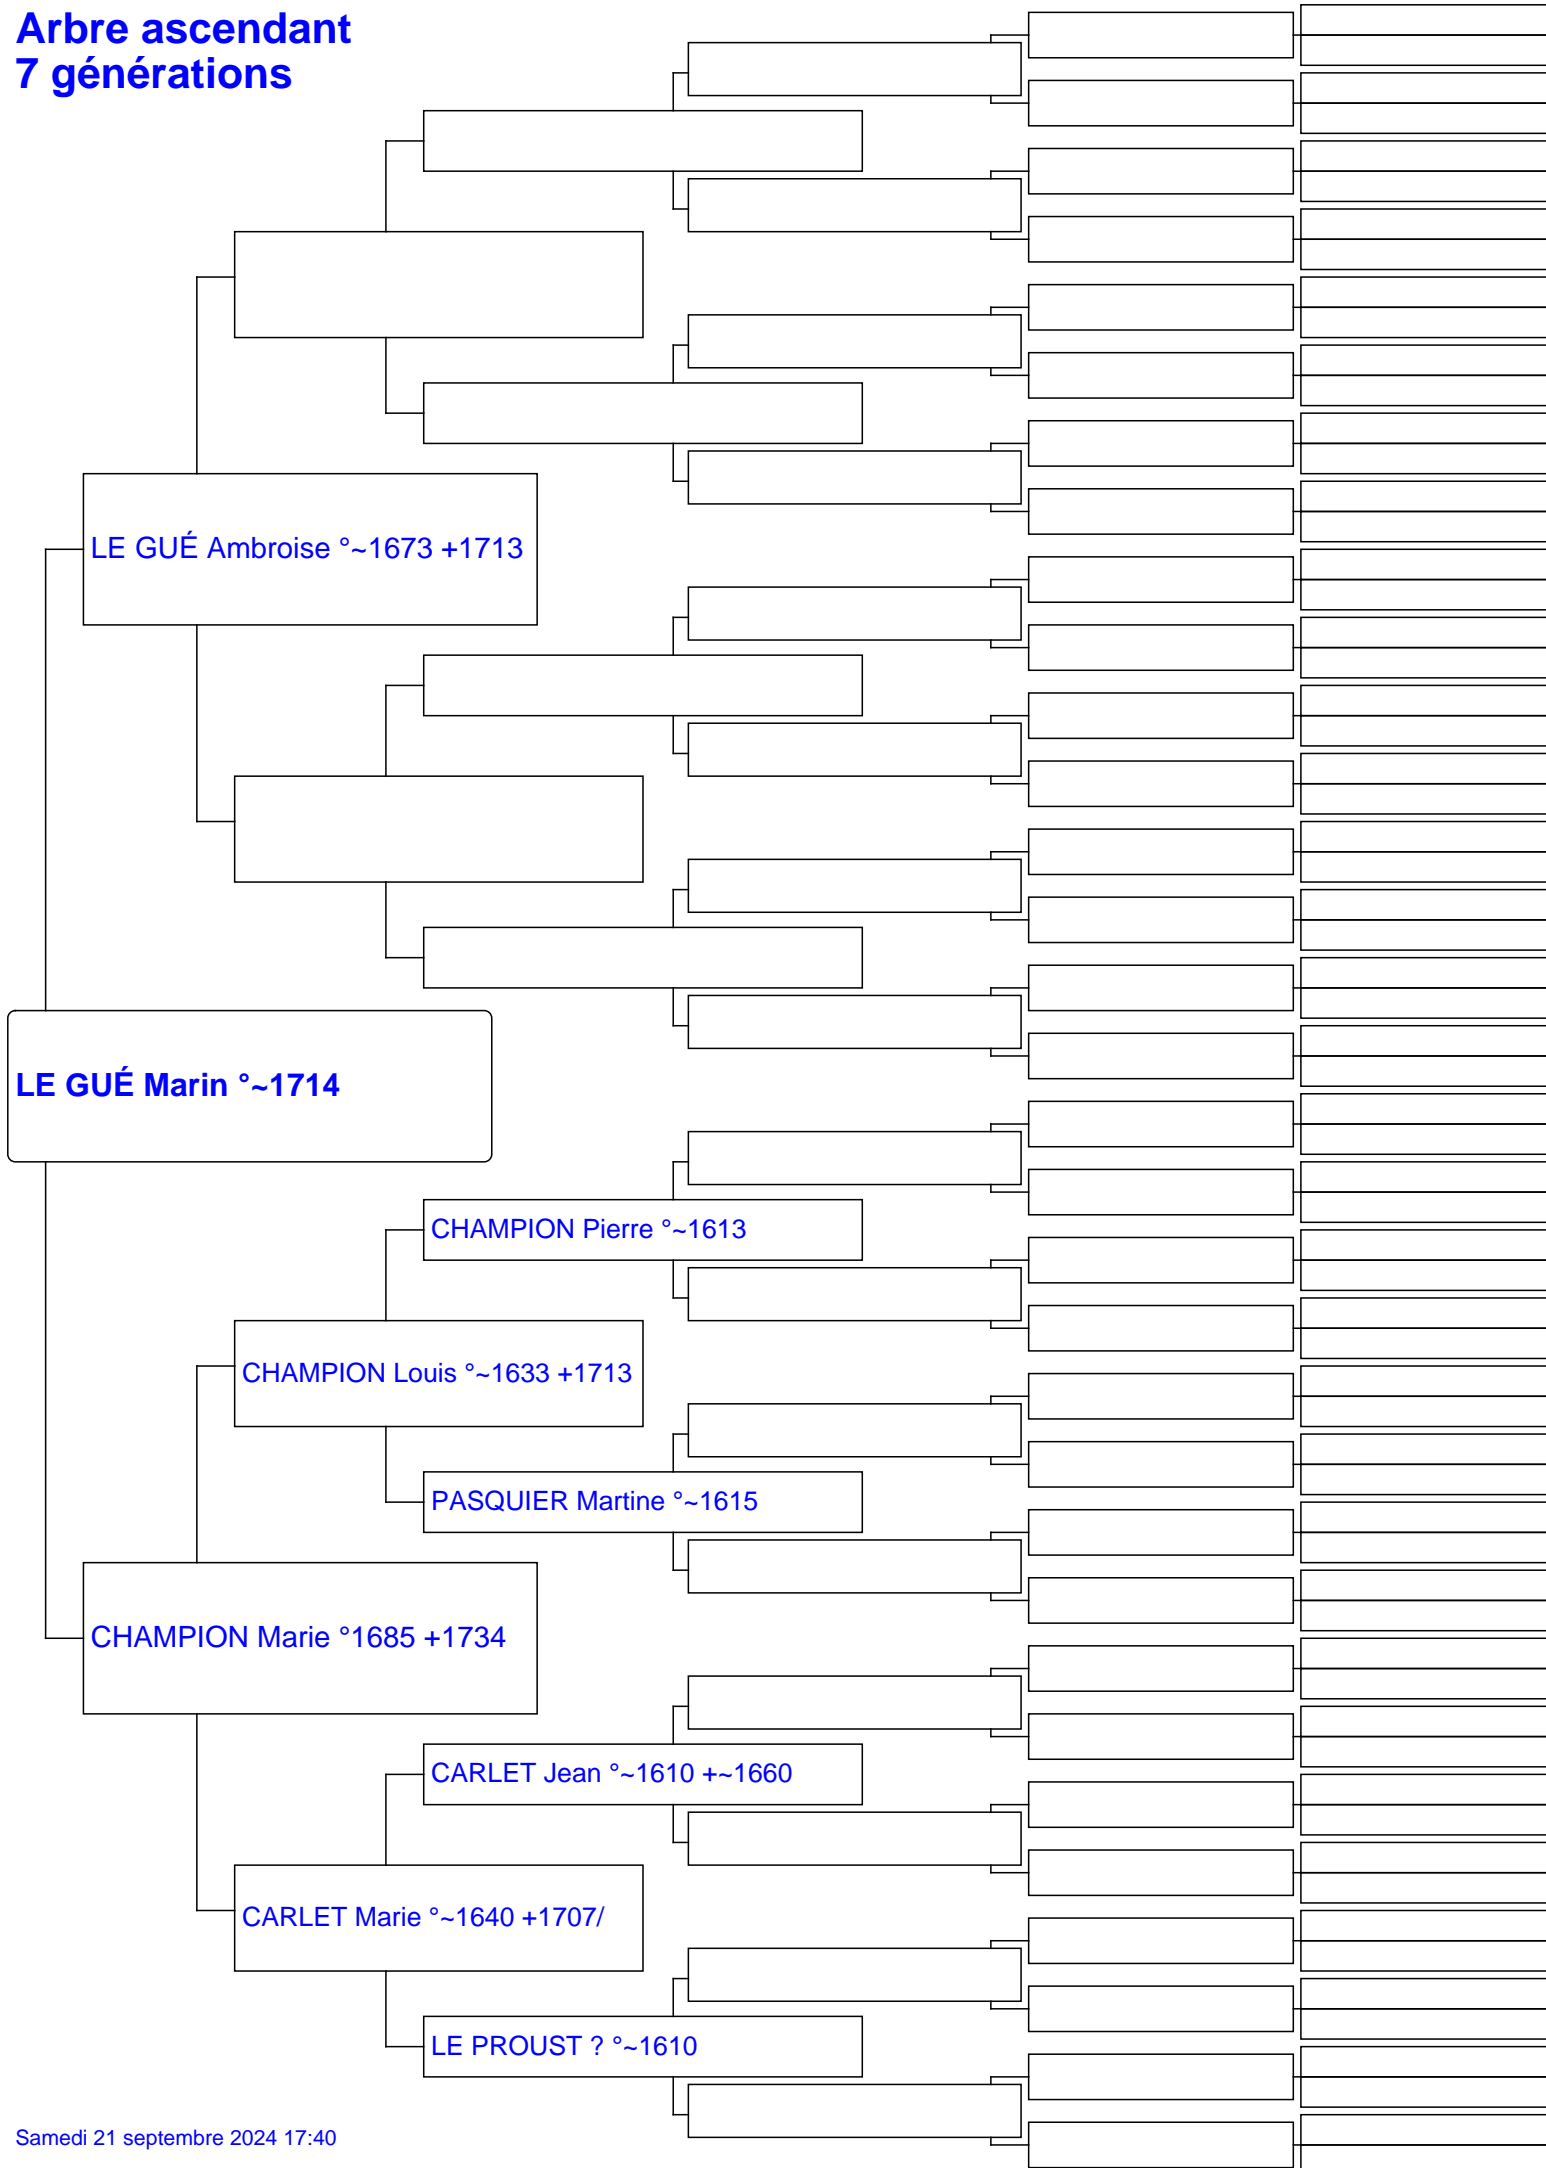 Arbre ascendant
7 générations
LE GUÉ Ambroise °~1673 +1713
LE GUÉ Marin °~1714
CHAMPION Pierre °~1613
CHAMPION Louis °~1633 +1713
PASQUIER Martine °~1615
CHAMPION Marie °1685 +1734
CARLET Jean °~1610 +~1660
CARLET Marie °~1640 +1707/
LE PROUST ? °~1610
Samedi 21 septembre 2024 17:40